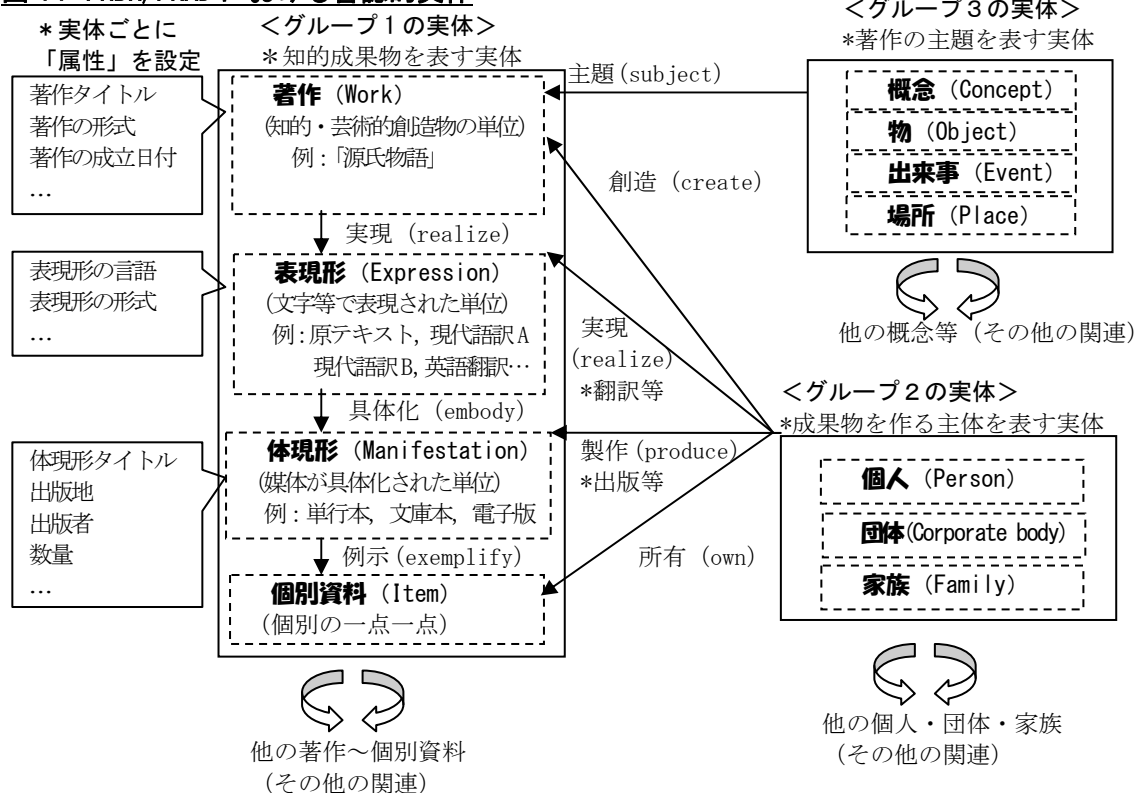 ＜グループ１の実体＞
＊知的成果物を表す実体
＊実体ごとに
「属性」を設定
著作タイトル
著作の形式
著作の成立日付
…
著作（Work）
(知的・芸術的創造物の単位)
例：「源氏物語」
実現（realize）
表現形の言語
表現形の形式
…
表現形（Expression）
(文字等で表現された単位)
例：原テキスト，現代語訳A
現代語訳B，英語翻訳…
具体化（embody）
体現形タイトル
出版地
出版者
数量
…
体現形（Manifestation）
(媒体が具体化された単位)
例：単行本，文庫本，電子版
例示(exemplify)
個別資料（Item）
(個別の一点一点)
他の著作～個別資料
（その他の関連）
主題(subject)
創造（create）
実現
(realize)
*翻訳等
製作(produce)
*出版等
所有（own）
＜グループ３の実体＞
*著作の主題を表す実体
概念（Concept）
物（Object）
出来事（Event）
場所（Place）
他の概念等（その他の関連）
＜グループ２の実体＞
*成果物を作る主体を表す実体
個人（Person）
団体(Corporate body)
家族（Family）
他の個人・団体・家族
（その他の関連）